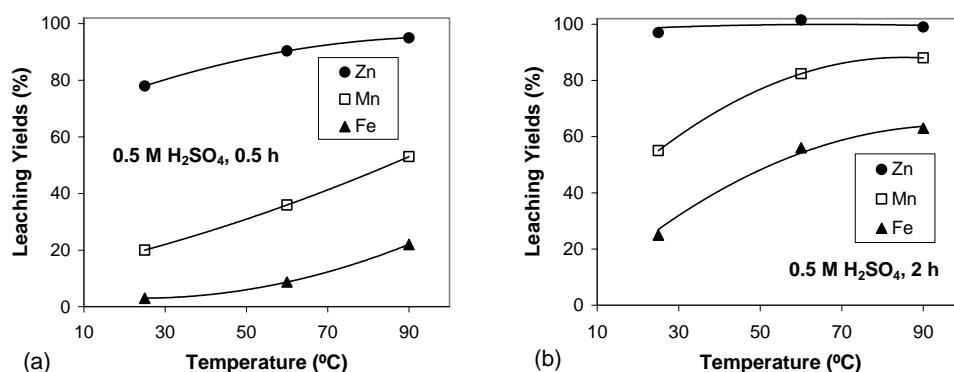 100
80
60
40
20
0
Leaching Yields (%)
Zn
Mn
Fe
0.5 M H₂SO₄, 0.5 h
10 30 50 70 90
Temperature (ºC)
(a)
100
80
60
40
20
0
Leaching Yields (%)
Zn
Mn
Fe
0.5 M H₂SO₄, 2 h
10 30 50 70 90
Temperature (ºC)
(b)